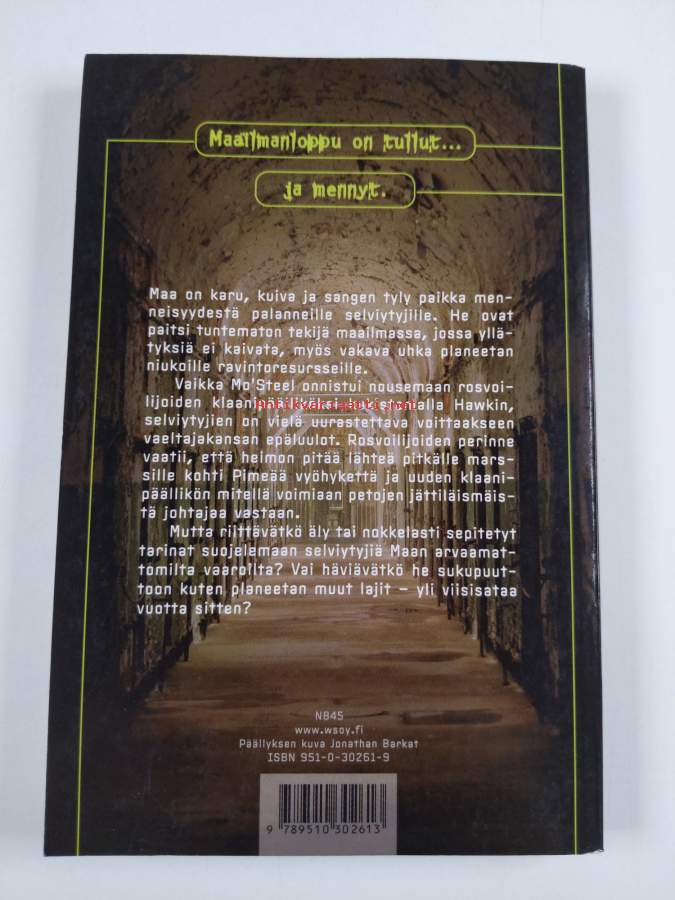 Maailmanloppu on tullut...
ja mennyt.
Maa on karu, kuiva ja sangen tyly paikka men-
neisyydestä palanneille selviytyjille. He ovat
paitsi tuntematon tekijä maailmassa, jossa yllä-
tyksiä ei kaivata, myös vakava uhka planeetan
niukoille ravintoresursseille.
Vaikka Mo'Steel onnistui nousemaan rosvoi-
lijoiden klaanipäälliköksi Hawkin,
Antikvariaatti.net
selviytyjien on vielä uurastettava voittaakseen
vaeltajakansan epäluulot. Rosvoilijoiden perinne
vaatii, että heimon pitää lähteä pitkälle mars-
sille kohti Pimeää vyöhykettä ja uuden klaani-
päällikön mitellä voimiaan petojen jättiläismäis-
tä johtajaa vastaan.
Mutta riittävätkö äly tai nokkelasti sepitetyt
tarinat suojelemaan selviytyjiä Maan arvaamat-
tomilta vaaroilta? Vai häviävätkö he sukupuut-
toon kuten planeetan muut lajit – yli viisisataa
vuotta sitten?
NB45
www.wsoy.fi
Päällyksen kuva Jonathan Barkat
ISBN 951-0-30261-9
9 789510 302613